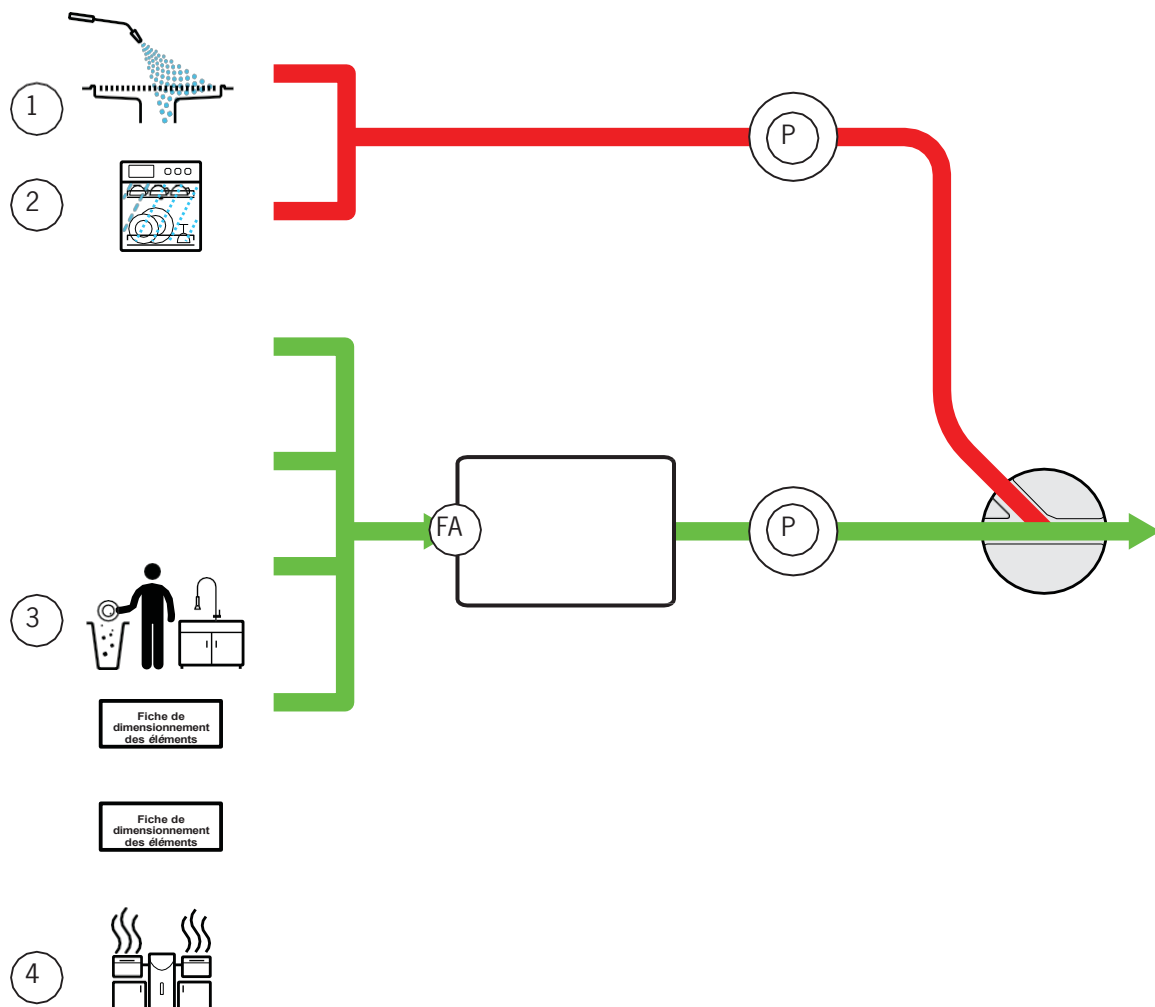 1
P
2
FA
P
3
Fiche de
dimensionnement
des éléments
Fiche de
dimensionnement
des éléments
4